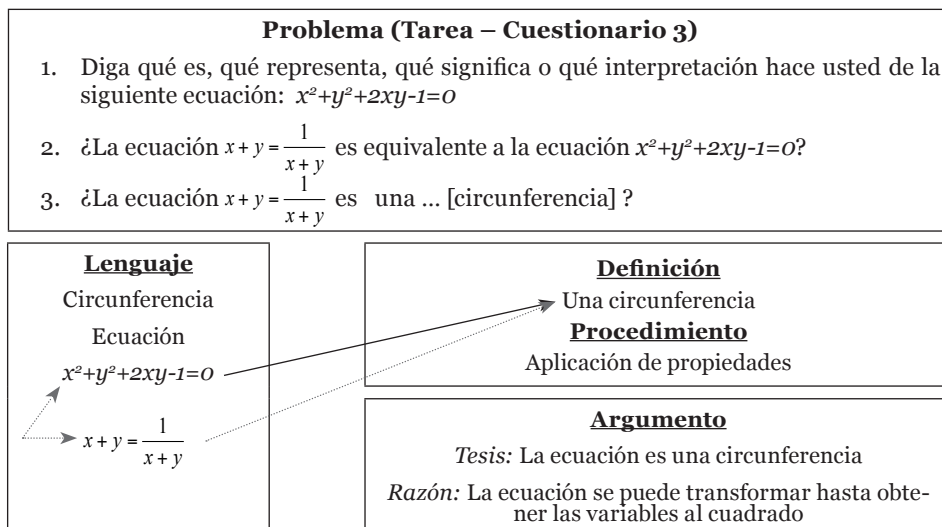 Problema (Tarea – Cuestionario 3)
1. Diga qué es, qué representa, qué significa o qué interpretación hace usted de la
siguiente ecuación: x²+y²+2xy-1=0
2. ¿La ecuación x + y = 1/(x + y) es equivalente a la ecuación x²+y²+2xy-1=0?
3. ¿La ecuación x + y = 1/(x + y) es una ... [circunferencia] ?
Lenguaje
Circunferencia
Ecuación
x²+y²+2xy-1=0
x + y = 1/(x + y)
Definición
Una circunferencia
Procedimiento
Aplicación de propiedades
Argumento
Tesis: La ecuación es una circunferencia
Razón: La ecuación se puede transformar hasta obte-
ner las variables al cuadrado